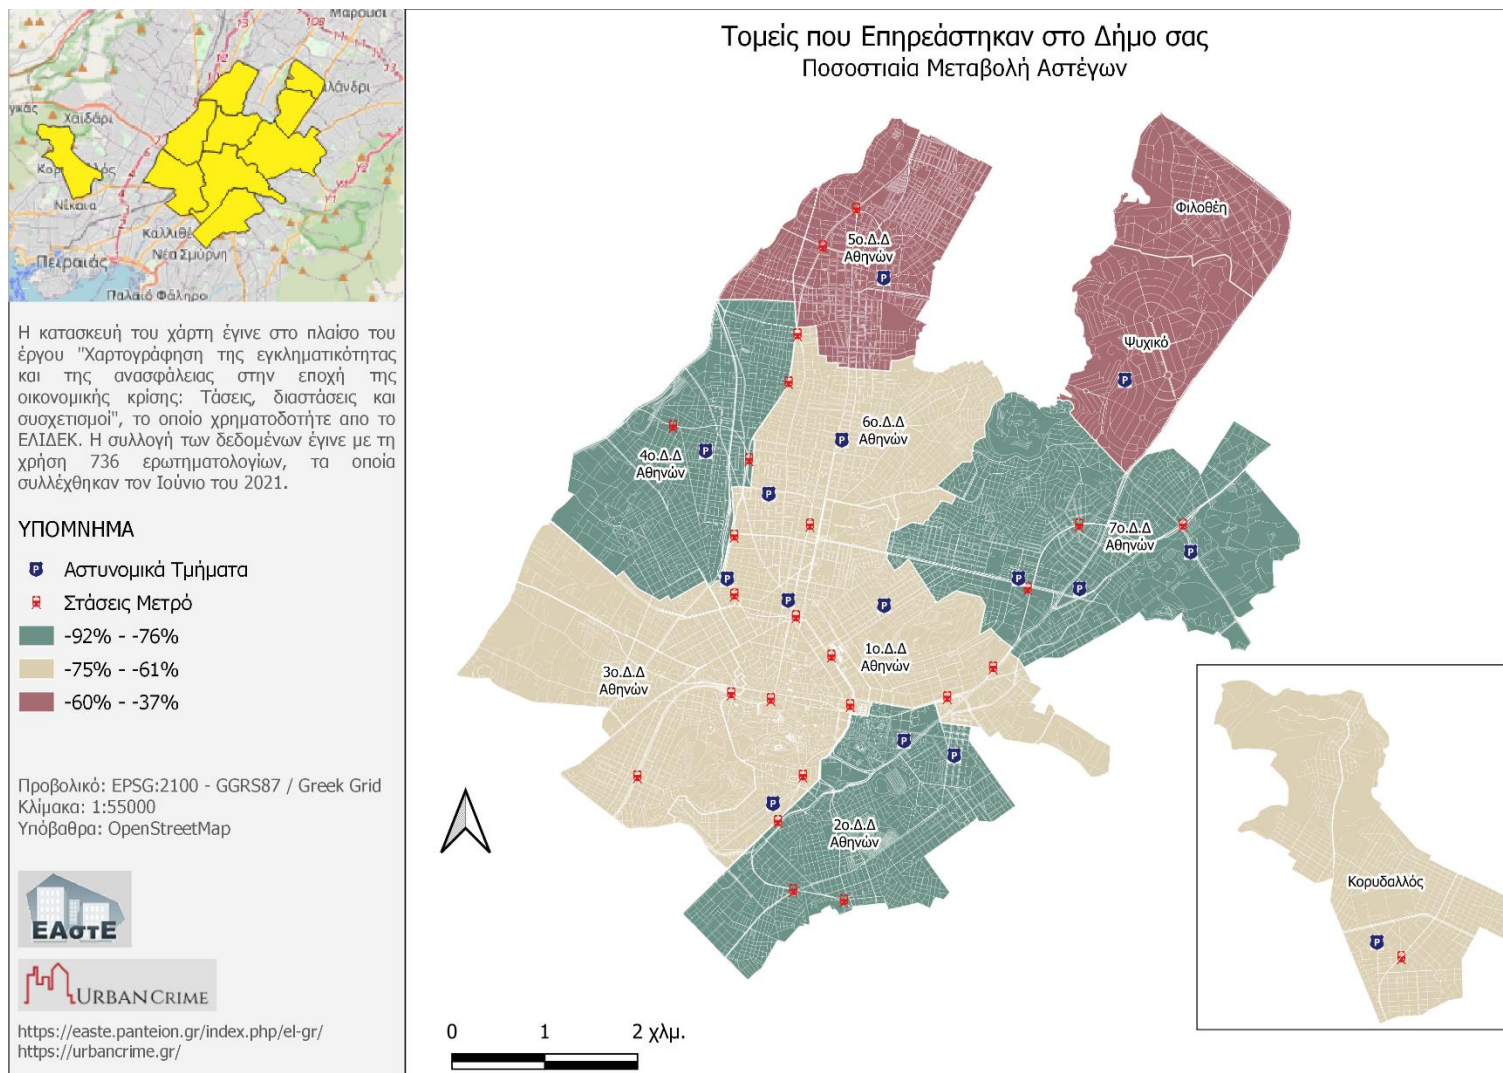 Τομείς που Επηρεάστηκαν στο Δήμο σας
Ποσοστιαία Μεταβολή Αστέγων
Μαρούσι
Χαϊδάρι
Νίκαια
Καλλιθέ
Νέα Σμύρνη
Πειραιάς
Παλαιό Φάληρο
Η κατασκευή του χάρτη έγινε στο πλαίσο του
έργου "Χαρτογράφηση της εγκληματικότητας
και της ανασφάλειας στην εποχή της
οικονομικής κρίσης: Τάσεις, διαστάσεις και
συσχετισμοί", το οποίο χρηματοδοτήτε απο το
ΕΛΙΔΕΚ. Η συλλογή των δεδομένων έγινε με τη
χρήση 736 ερωτηματολογίων, τα οποία
συλλέχθηκαν τον Ιούνιο του 2021.
ΥΠΟΜΝΗΜΑ
Αστυνομικά Τμήματα
Στάσεις Μετρό
-92% - -76%
-75% - -61%
-60% - -37%
Προβολικό: EPSG:2100 - GGRS87 / Greek Grid
Κλίμακα: 1:55000
Υπόβαθρα: OpenStreetMap
ΕΑστΕ
URBANCRIME
https://easte.panteion.gr/index.php/el-gr/
https://urbancrime.gr/
Φιλοθέη
5ο.Δ.Δ
Αθηνών
Ψυχικό
6ο.Δ.Δ
Αθηνών
4ο.Δ.Δ
Αθηνών
7ο.Δ.Δ
Αθηνών
1ο.Δ.Δ
Αθηνών
3ο.Δ.Δ
Αθηνών
2ο.Δ.Δ
Αθηνών
Κορυδαλλός
0 1 2 χλμ.